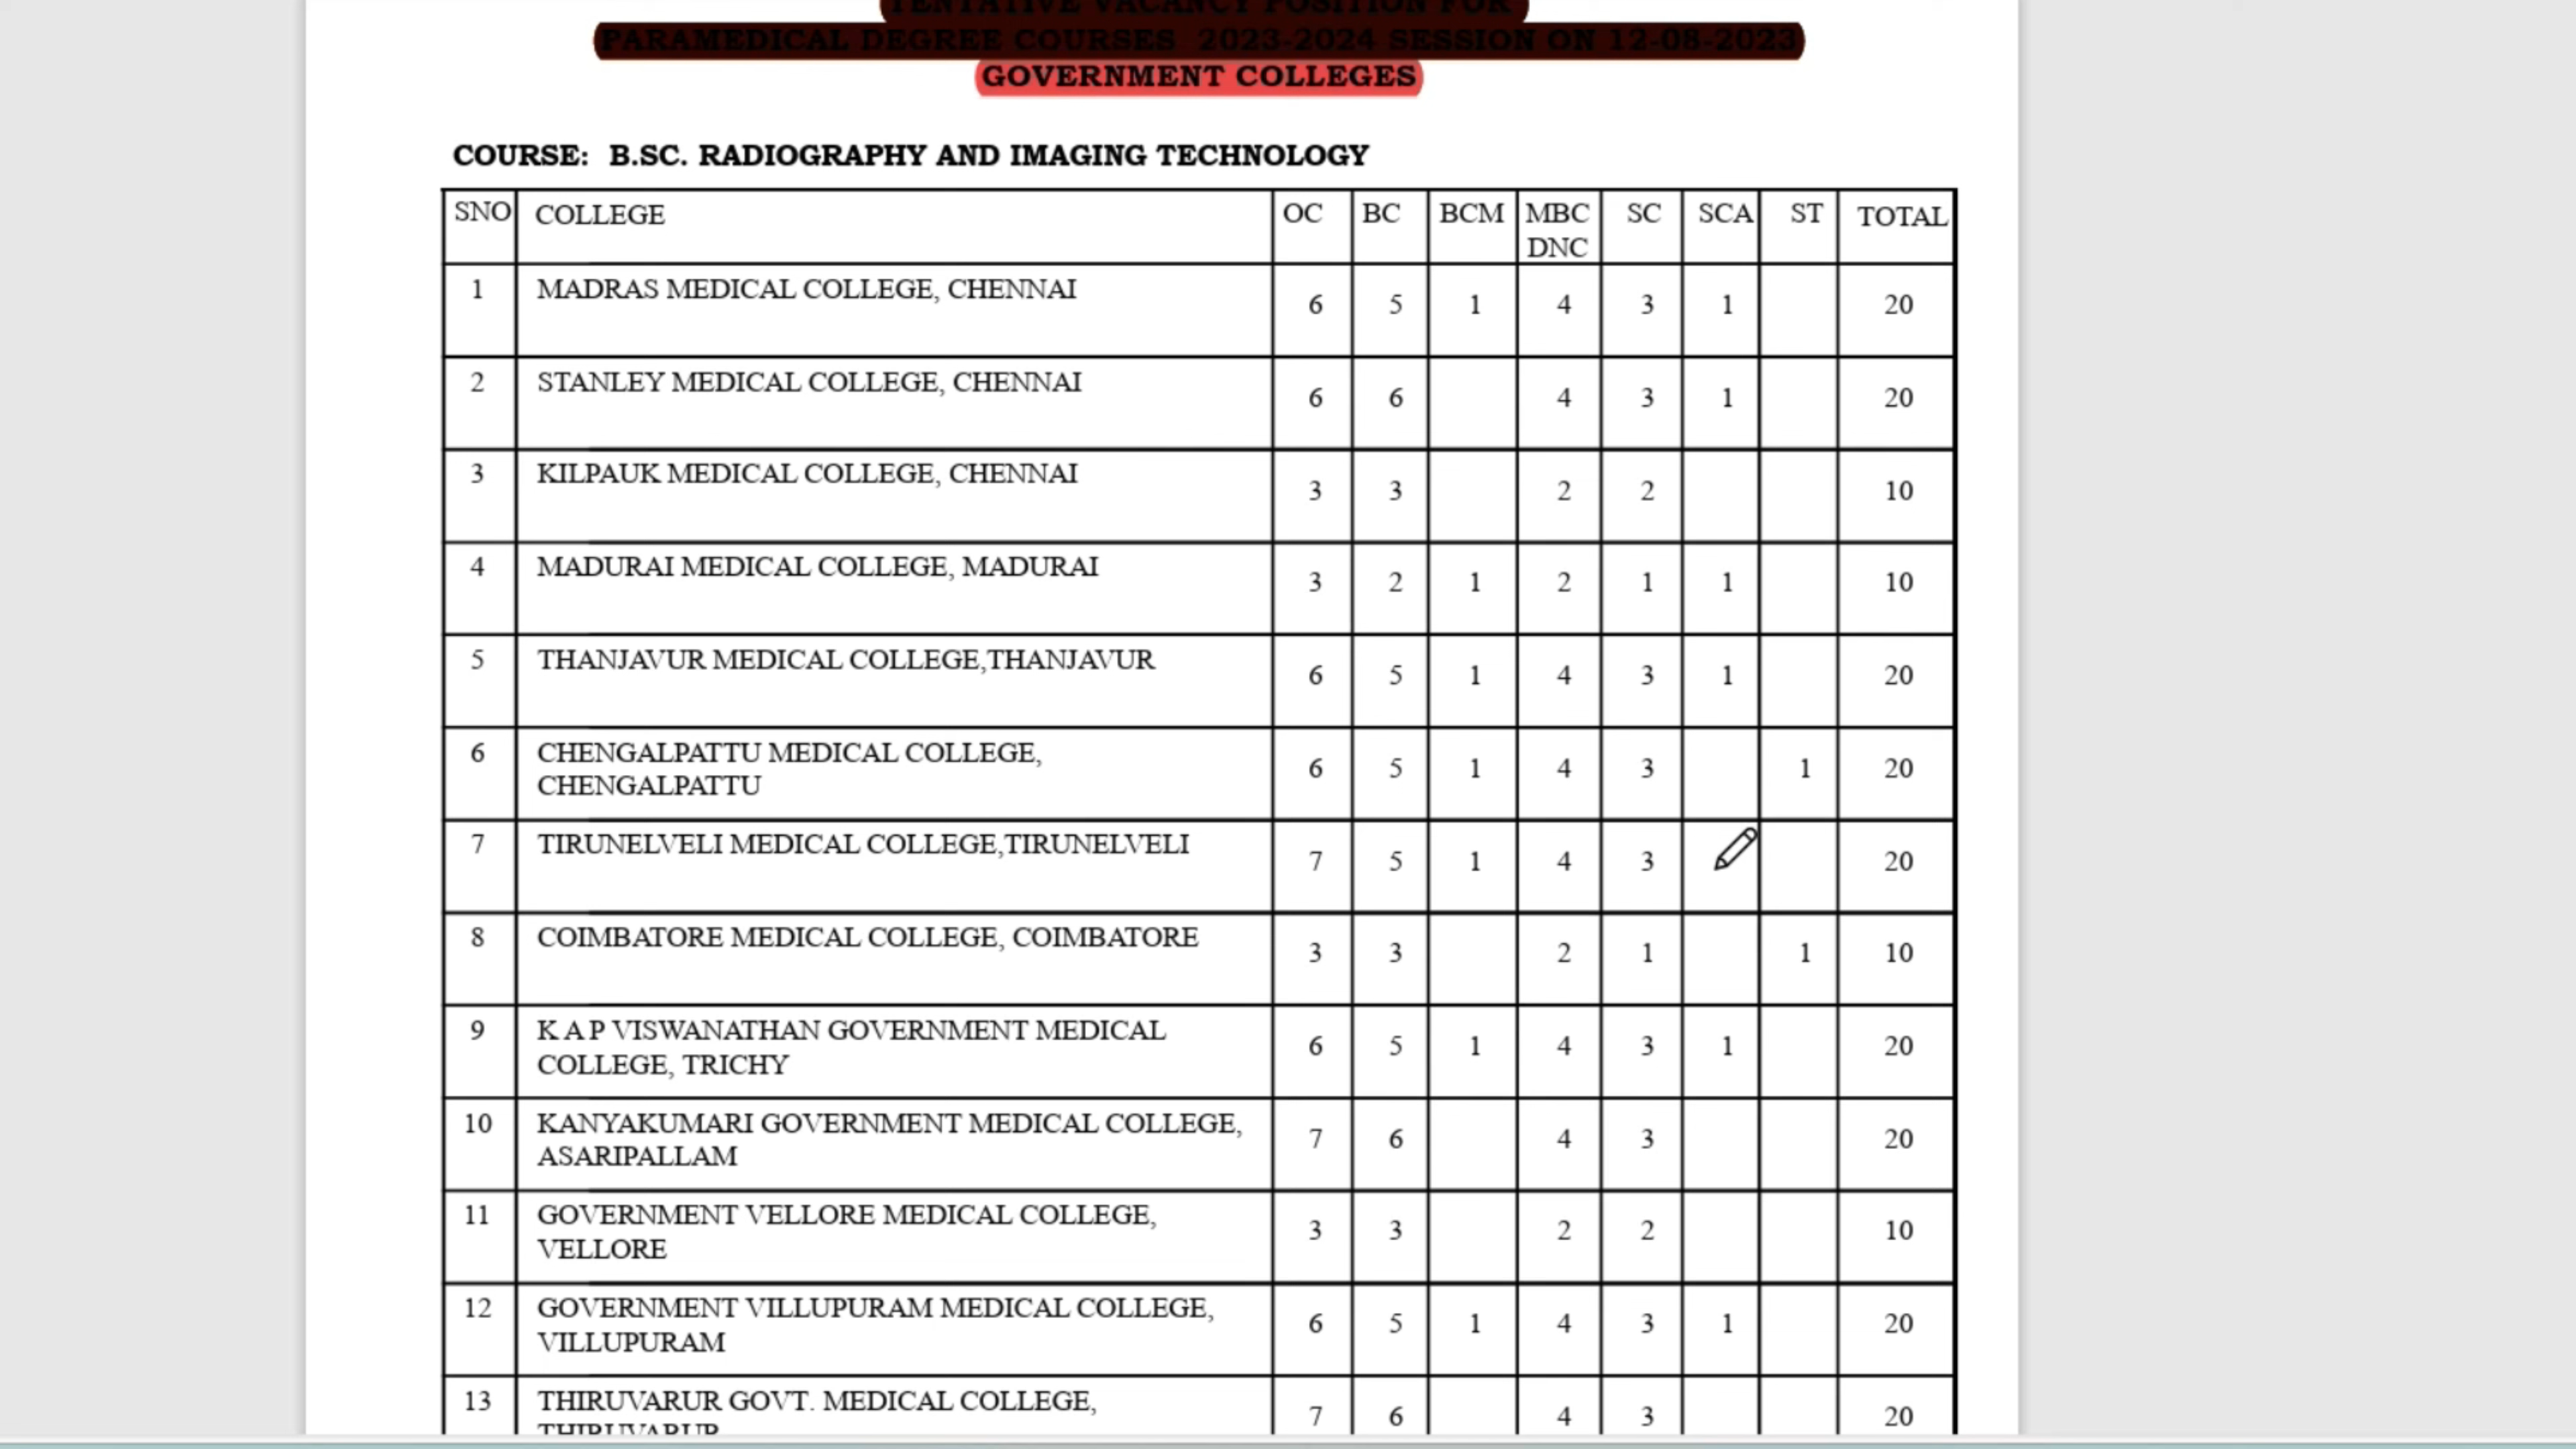 TENTATIVE VACANCY POSITION FOR
PARAMEDICAL DEGREE COURSES 2023-2024 SESSION ON 12-08-2023
GOVERNMENT COLLEGES
COURSE: B.SC. RADIOGRAPHY AND IMAGING TECHNOLOGY
SNO COLLEGE OC BC BCM MBC SC SCA ST TOTAL
DNC
1 MADRAS MEDICAL COLLEGE, CHENNAI 6 5 1 4 3 1 20
2 STANLEY MEDICAL COLLEGE, CHENNAI 6 6 4 3 1 20
3 KILPAUK MEDICAL COLLEGE, CHENNAI 3 3 2 2 10
4 MADURAI MEDICAL COLLEGE, MADURAI 3 2 1 2 1 1 10
5 THANJAVUR MEDICAL COLLEGE,THANJAVUR 6 5 1 4 3 1 20
6 CHENGALPATTU MEDICAL COLLEGE, 6 5 1 4 3 1 20
CHENGALPATTU
7 TIRUNELVELI MEDICAL COLLEGE,TIRUNELVELI 7 5 1 4 3 20
8 COIMBATORE MEDICAL COLLEGE, COIMBATORE 3 3 2 1 1 10
9 K A P VISWANATHAN GOVERNMENT MEDICAL 6 5 1 4 3 1 20
COLLEGE, TRICHY
10 KANYAKUMARI GOVERNMENT MEDICAL COLLEGE, 7 6 4 3 20
ASARIPALLAM
11 GOVERNMENT VELLORE MEDICAL COLLEGE, 3 3 2 2 10
VELLORE
12 GOVERNMENT VILLUPURAM MEDICAL COLLEGE, 6 5 1 4 3 1 20
VILLUPURAM
13 THIRUVARUR GOVT. MEDICAL COLLEGE, 7 6 4 3 20
THIRUVARUR